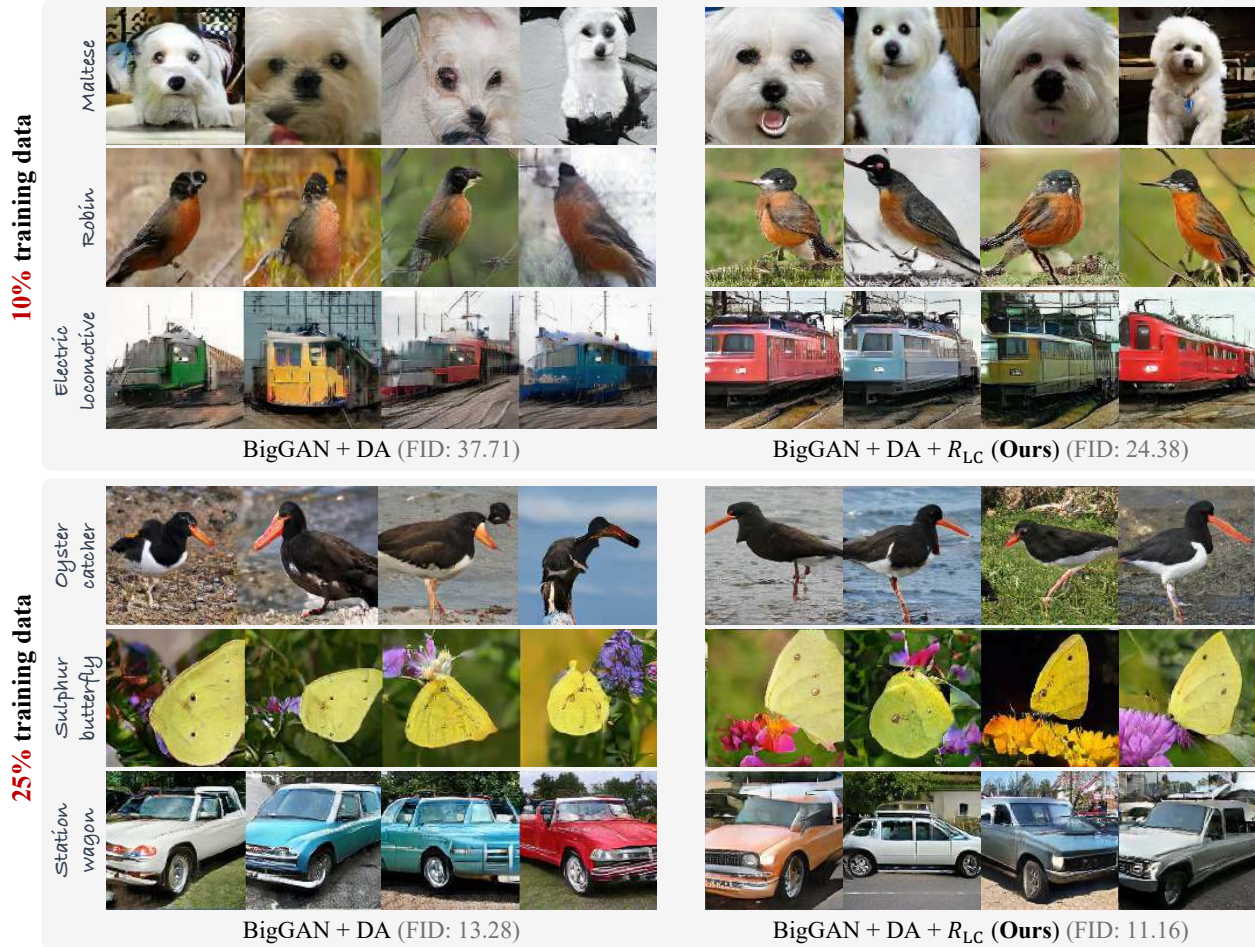 10% training data
Maltese
Robin
Electric
locomotive
BigGAN + DA (FID: 37.71)
BigGAN + DA + R_LC (Ours) (FID: 24.38)
25% training data
Oyster
catcher
Sulphur
butterfly
Station
wagon
BigGAN + DA (FID: 13.28)
BigGAN + DA + R_LC (Ours) (FID: 11.16)